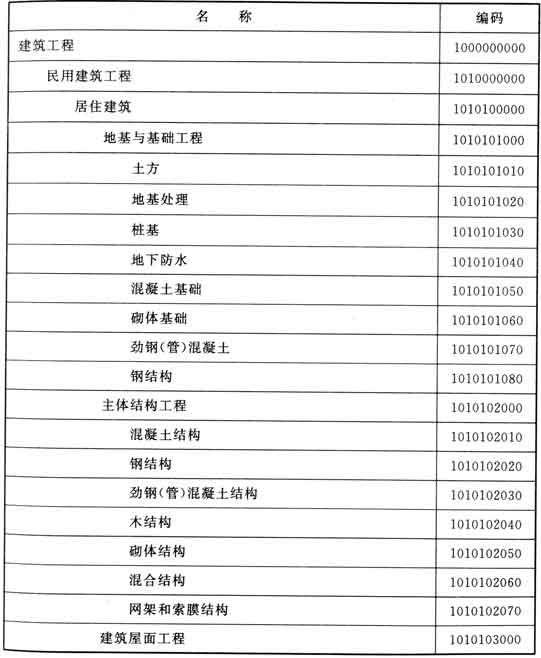 名 称 编码
建筑工程 1000000000
民用建筑工程 1010000000
居住建筑 1010100000
地基与基础工程 1010101000
土方 1010101010
地基处理 1010101020
桩基 1010101030
地下防水 1010101040
混凝土基础 1010101050
砌体基础 1010101060
劲钢(管)混凝土 1010101070
钢结构 1010101080
主体结构工程 1010102000
混凝土结构 1010102010
钢结构 1010102020
劲钢(管)混凝土结构 1010102030
木结构 1010102040
砌体结构 1010102050
混合结构 1010102060
网架和索膜结构 1010102070
建筑屋面工程 1010103000